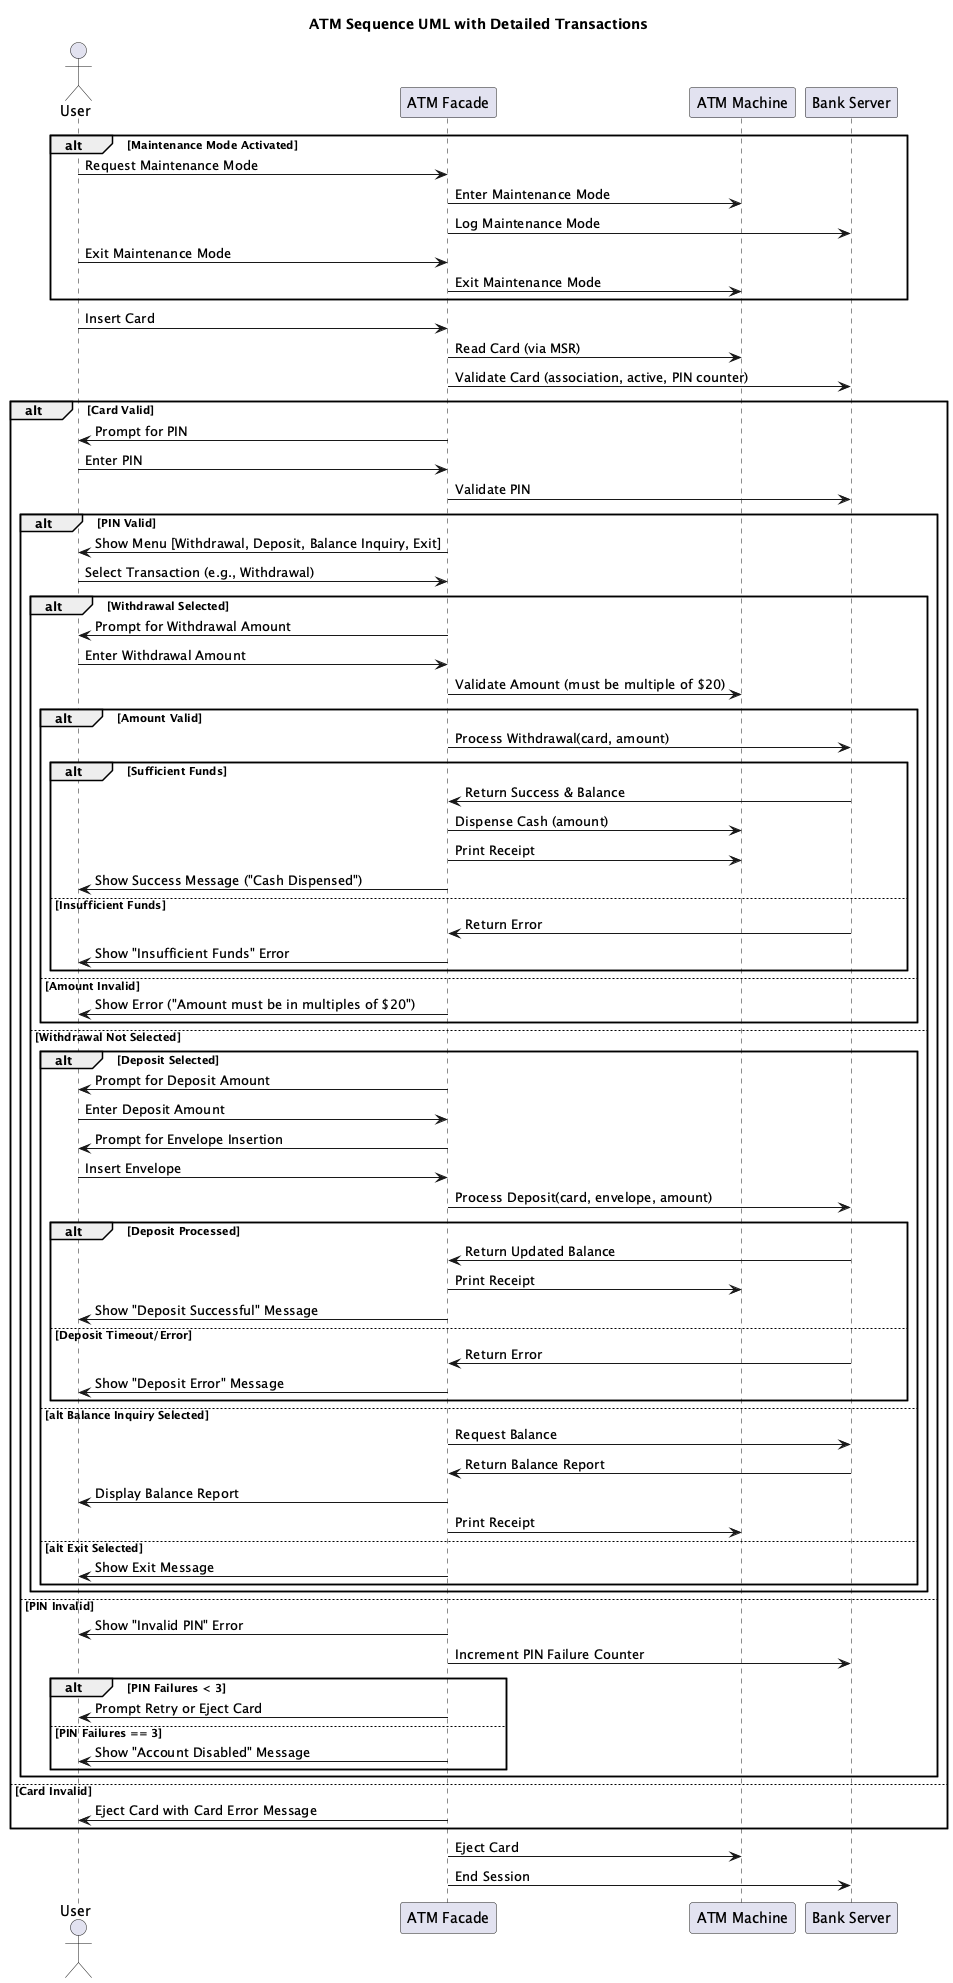 ATM Sequence UML with Detailed Transactions
User
ATM Facade
ATM Machine
Bank Server
alt [Maintenance Mode Activated]
Request Maintenance Mode
Enter Maintenance Mode
Log Maintenance Mode
Exit Maintenance Mode
Exit Maintenance Mode
Insert Card
Read Card (via MSR)
Validate Card (association, active, PIN counter)
alt [Card Valid]
Prompt for PIN
Enter PIN
Validate PIN
alt [PIN Valid]
Show Menu [Withdrawal, Deposit, Balance Inquiry, Exit]
Select Transaction (e.g., Withdrawal)
alt [Withdrawal Selected]
Prompt for Withdrawal Amount
Enter Withdrawal Amount
Validate Amount (must be multiple of $20)
alt [Amount Valid]
Process Withdrawal(card, amount)
alt [Sufficient Funds]
Return Success & Balance
Dispense Cash (amount)
Print Receipt
Show Success Message ("Cash Dispensed")
[Insufficient Funds]
Return Error
Show "Insufficient Funds" Error
[Amount Invalid]
Show Error ("Amount must be in multiples of $20")
[Withdrawal Not Selected]
alt [Deposit Selected]
Prompt for Deposit Amount
Enter Deposit Amount
Prompt for Envelope Insertion
Insert Envelope
Process Deposit(card, envelope, amount)
alt [Deposit Processed]
Return Updated Balance
Print Receipt
Show "Deposit Successful" Message
[Deposit Timeout/Error]
Return Error
Show "Deposit Error" Message
[alt Balance Inquiry Selected]
Request Balance
Return Balance Report
Display Balance Report
Print Receipt
[alt Exit Selected]
Show Exit Message
[PIN Invalid]
Show "Invalid PIN" Error
Increment PIN Failure Counter
alt [PIN Failures < 3]
Prompt Retry or Eject Card
[PIN Failures == 3]
Show "Account Disabled" Message
[Card Invalid]
Eject Card with Card Error Message
Eject Card
End Session
User
ATM Facade
ATM Machine
Bank Server